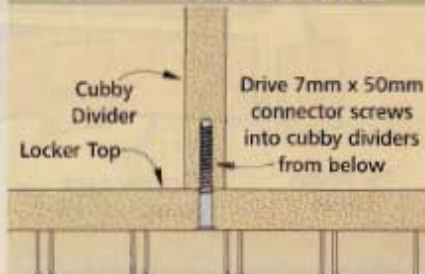 Cubby
Divider
Locker Top
Drive 7mm x 50mm
connector screws
into cubby dividers
from below